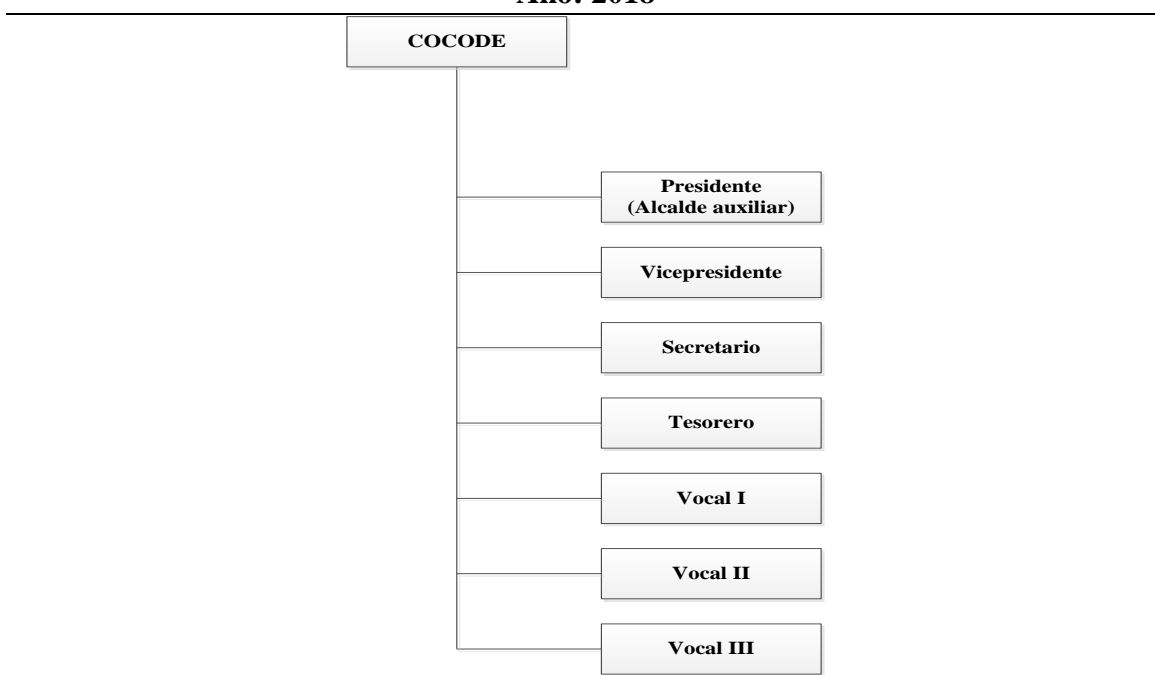 COCODE
Presidente
(Alcalde auxiliar)
Vicepresidente
Secretario
Tesorero
Vocal I
Vocal II
Vocal III